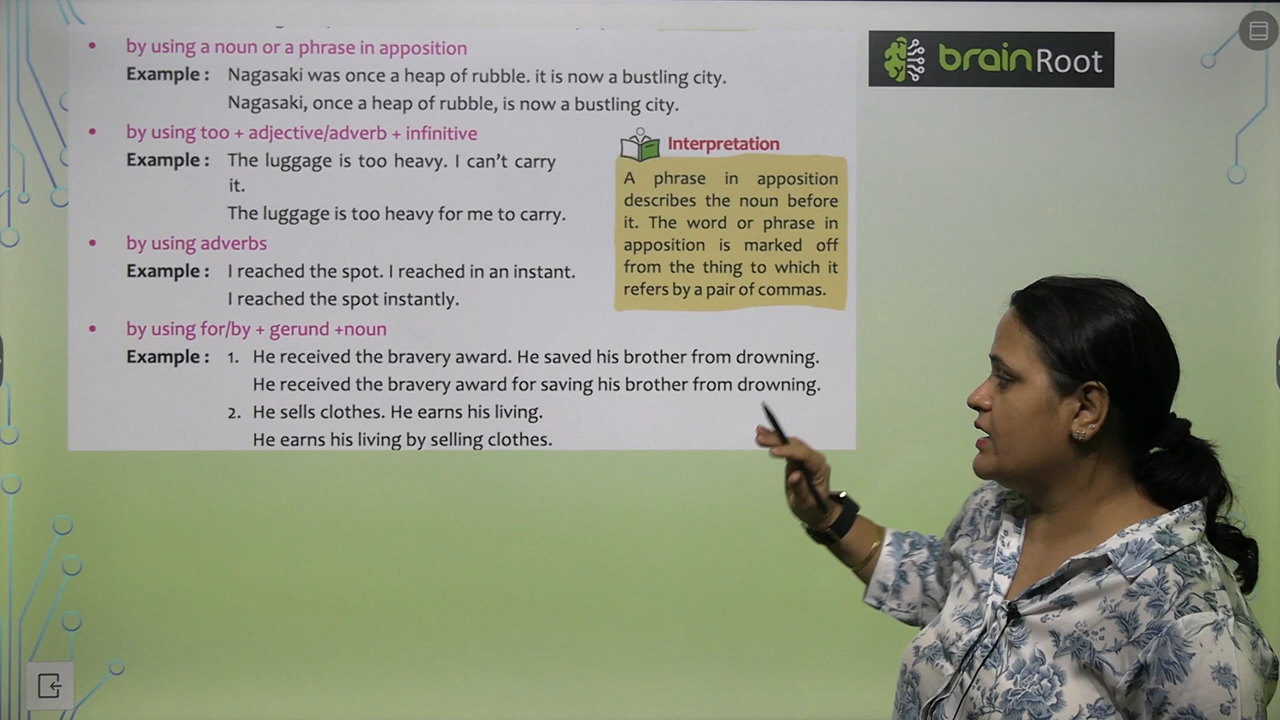 • by using a noun or a phrase in apposition
Example : Nagasaki was once a heap of rubble. it is now a bustling city.
Nagasaki, once a heap of rubble, is now a bustling city.
• by using too + adjective/adverb + infinitive
Example : The luggage is too heavy. I can't carry
it.
The luggage is too heavy for me to carry.
• by using adverbs
Example : I reached the spot. I reached in an instant.
I reached the spot instantly.
• by using for/by + gerund +noun
Example : 1. He received the bravery award. He saved his brother from drowning.
He received the bravery award for saving his brother from drowning.
2. He sells clothes. He earns his living.
He earns his living by selling clothes.
Interpretation
A phrase in apposition
describes the noun before
it. The word or phrase in
apposition is marked off
from the thing to which it
refers by a pair of commas.
brainRoot